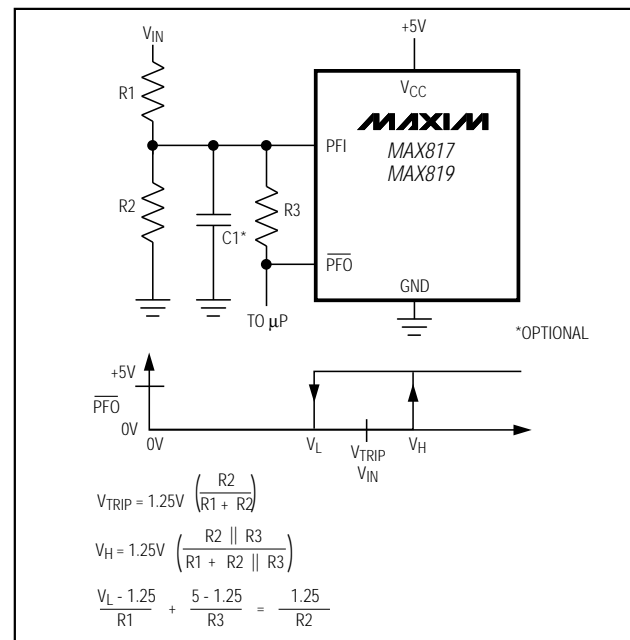 V_IN
+5V
R1
V_CC
MAXIM
PFI
MAX817
MAX819
R2
C1*
R3
P̅F̅O̅
GND
TO µP
*OPTIONAL
+5V
P̅F̅O̅
0V
0V
V_L
V_TRIP
V_IN
V_H
V_TRIP = 1.25V (R2 / (R1 + R2))
V_H = 1.25V (R2 || R3 / (R1 + R2 || R3))
(V_L - 1.25) / R1 + (5 - 1.25) / R3 = 1.25 / R2